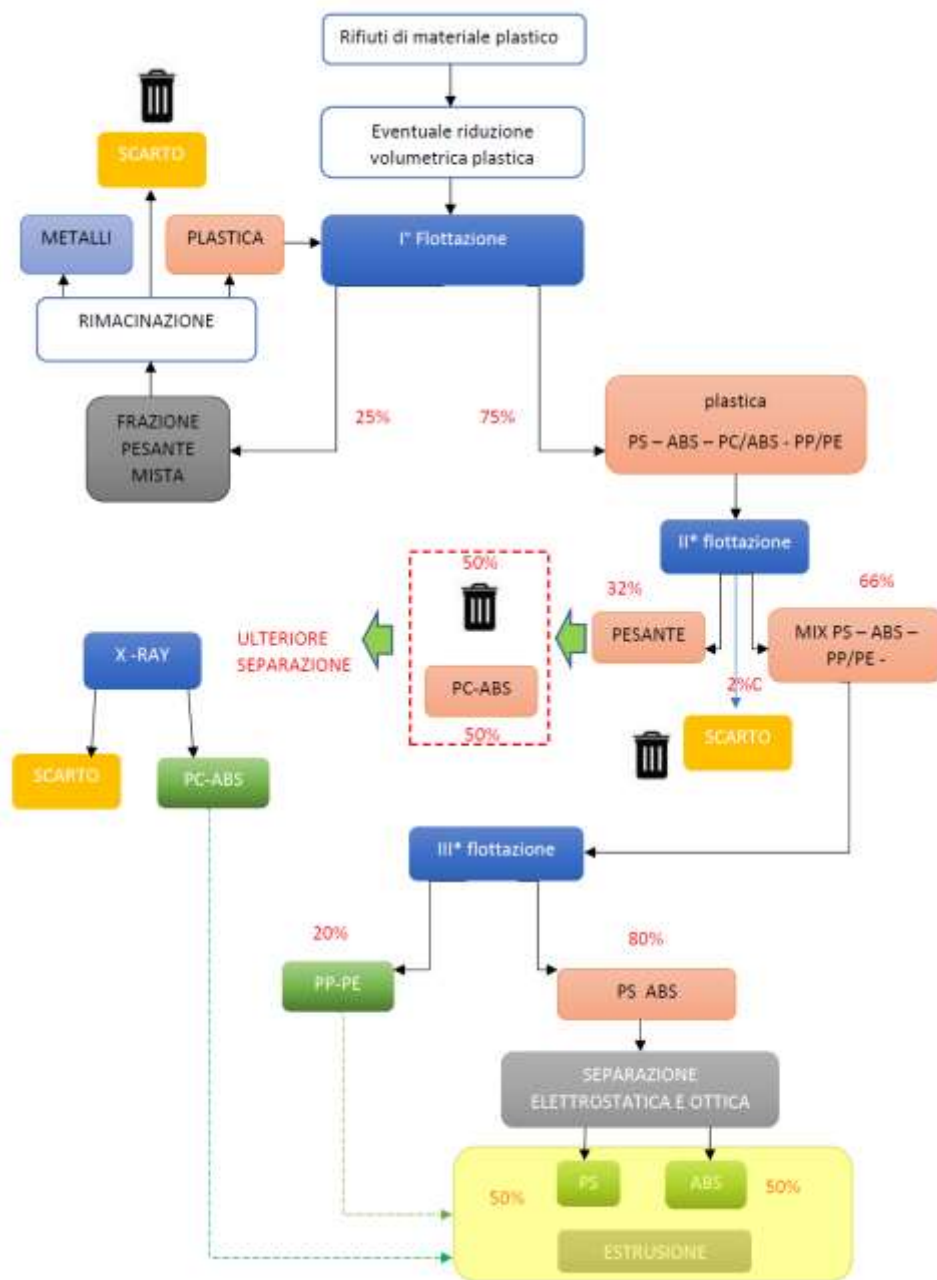 Rifiuti di materiale plastico
Eventuale riduzione
volumetrica plastica
SCARTO
METALLI
PLASTICA
I° Flottazione
RIMACINAZIONE
FRAZIONE
PESANTE
MISTA
25%
75%
plastica
PS – ABS – PC/ABS - PP/PE
II* flottazione
50%
32%
66%
PESANTE
MIX PS – ABS –
PP/PE -
ULTERIORE
SEPARAZIONE
X -RAY
PC-ABS
50%
2%C
SCARTO
SCARTO
PC-ABS
III* flottazione
20%
80%
PP-PE
PS ABS
SEPARAZIONE
ELETTROSTATICA E OTTICA
50%
PS
ABS
50%
ESTRUSIONE